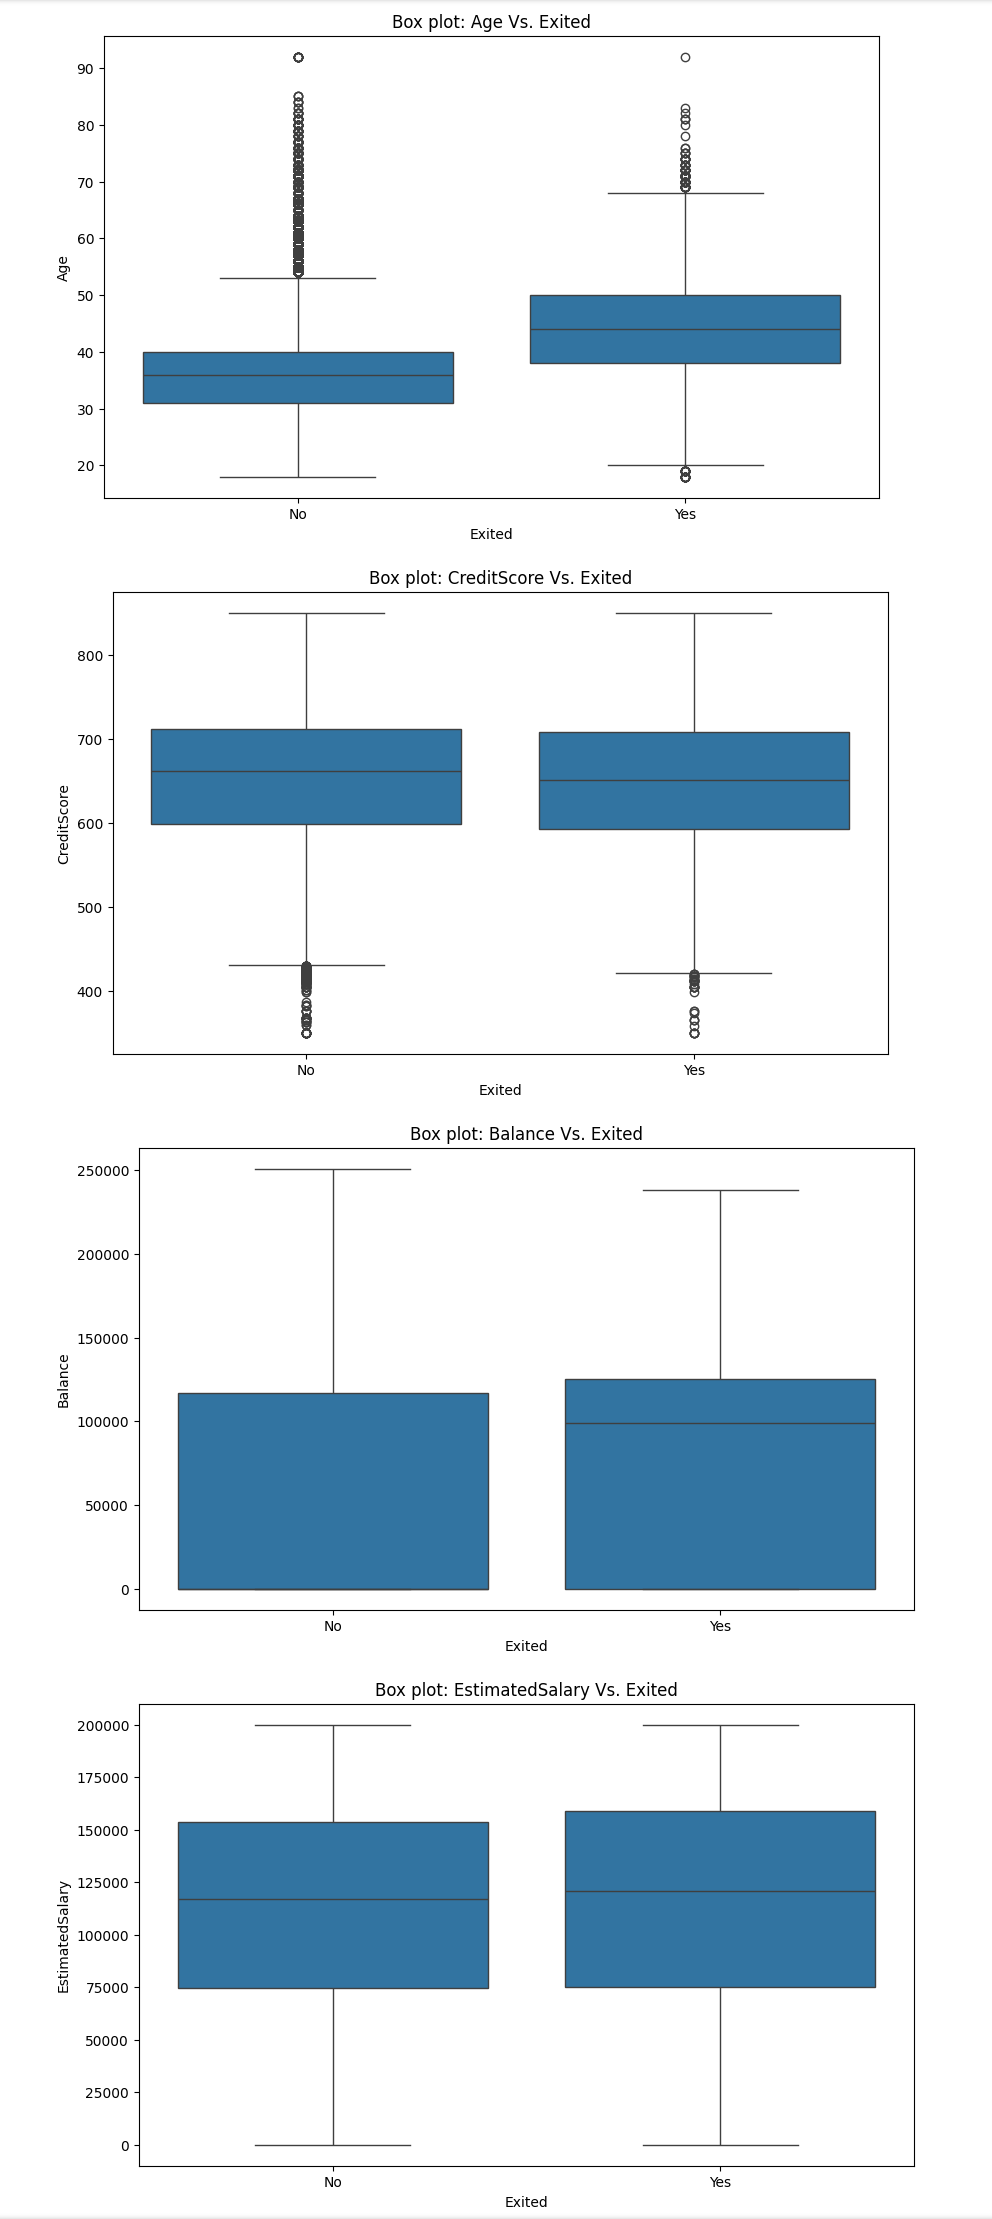 Box plot: Age Vs. Exited
90
80
70
60
50
40
30
20
Age
No Yes
Exited
Box plot: CreditScore Vs. Exited
800
700
600
500
400
CreditScore
No Yes
Exited
Box plot: Balance Vs. Exited
250000
200000
150000
100000
50000
0
Balance
No Yes
Exited
Box plot: EstimatedSalary Vs. Exited
200000
175000
150000
125000
100000
75000
50000
25000
0
EstimatedSalary
No Yes
Exited